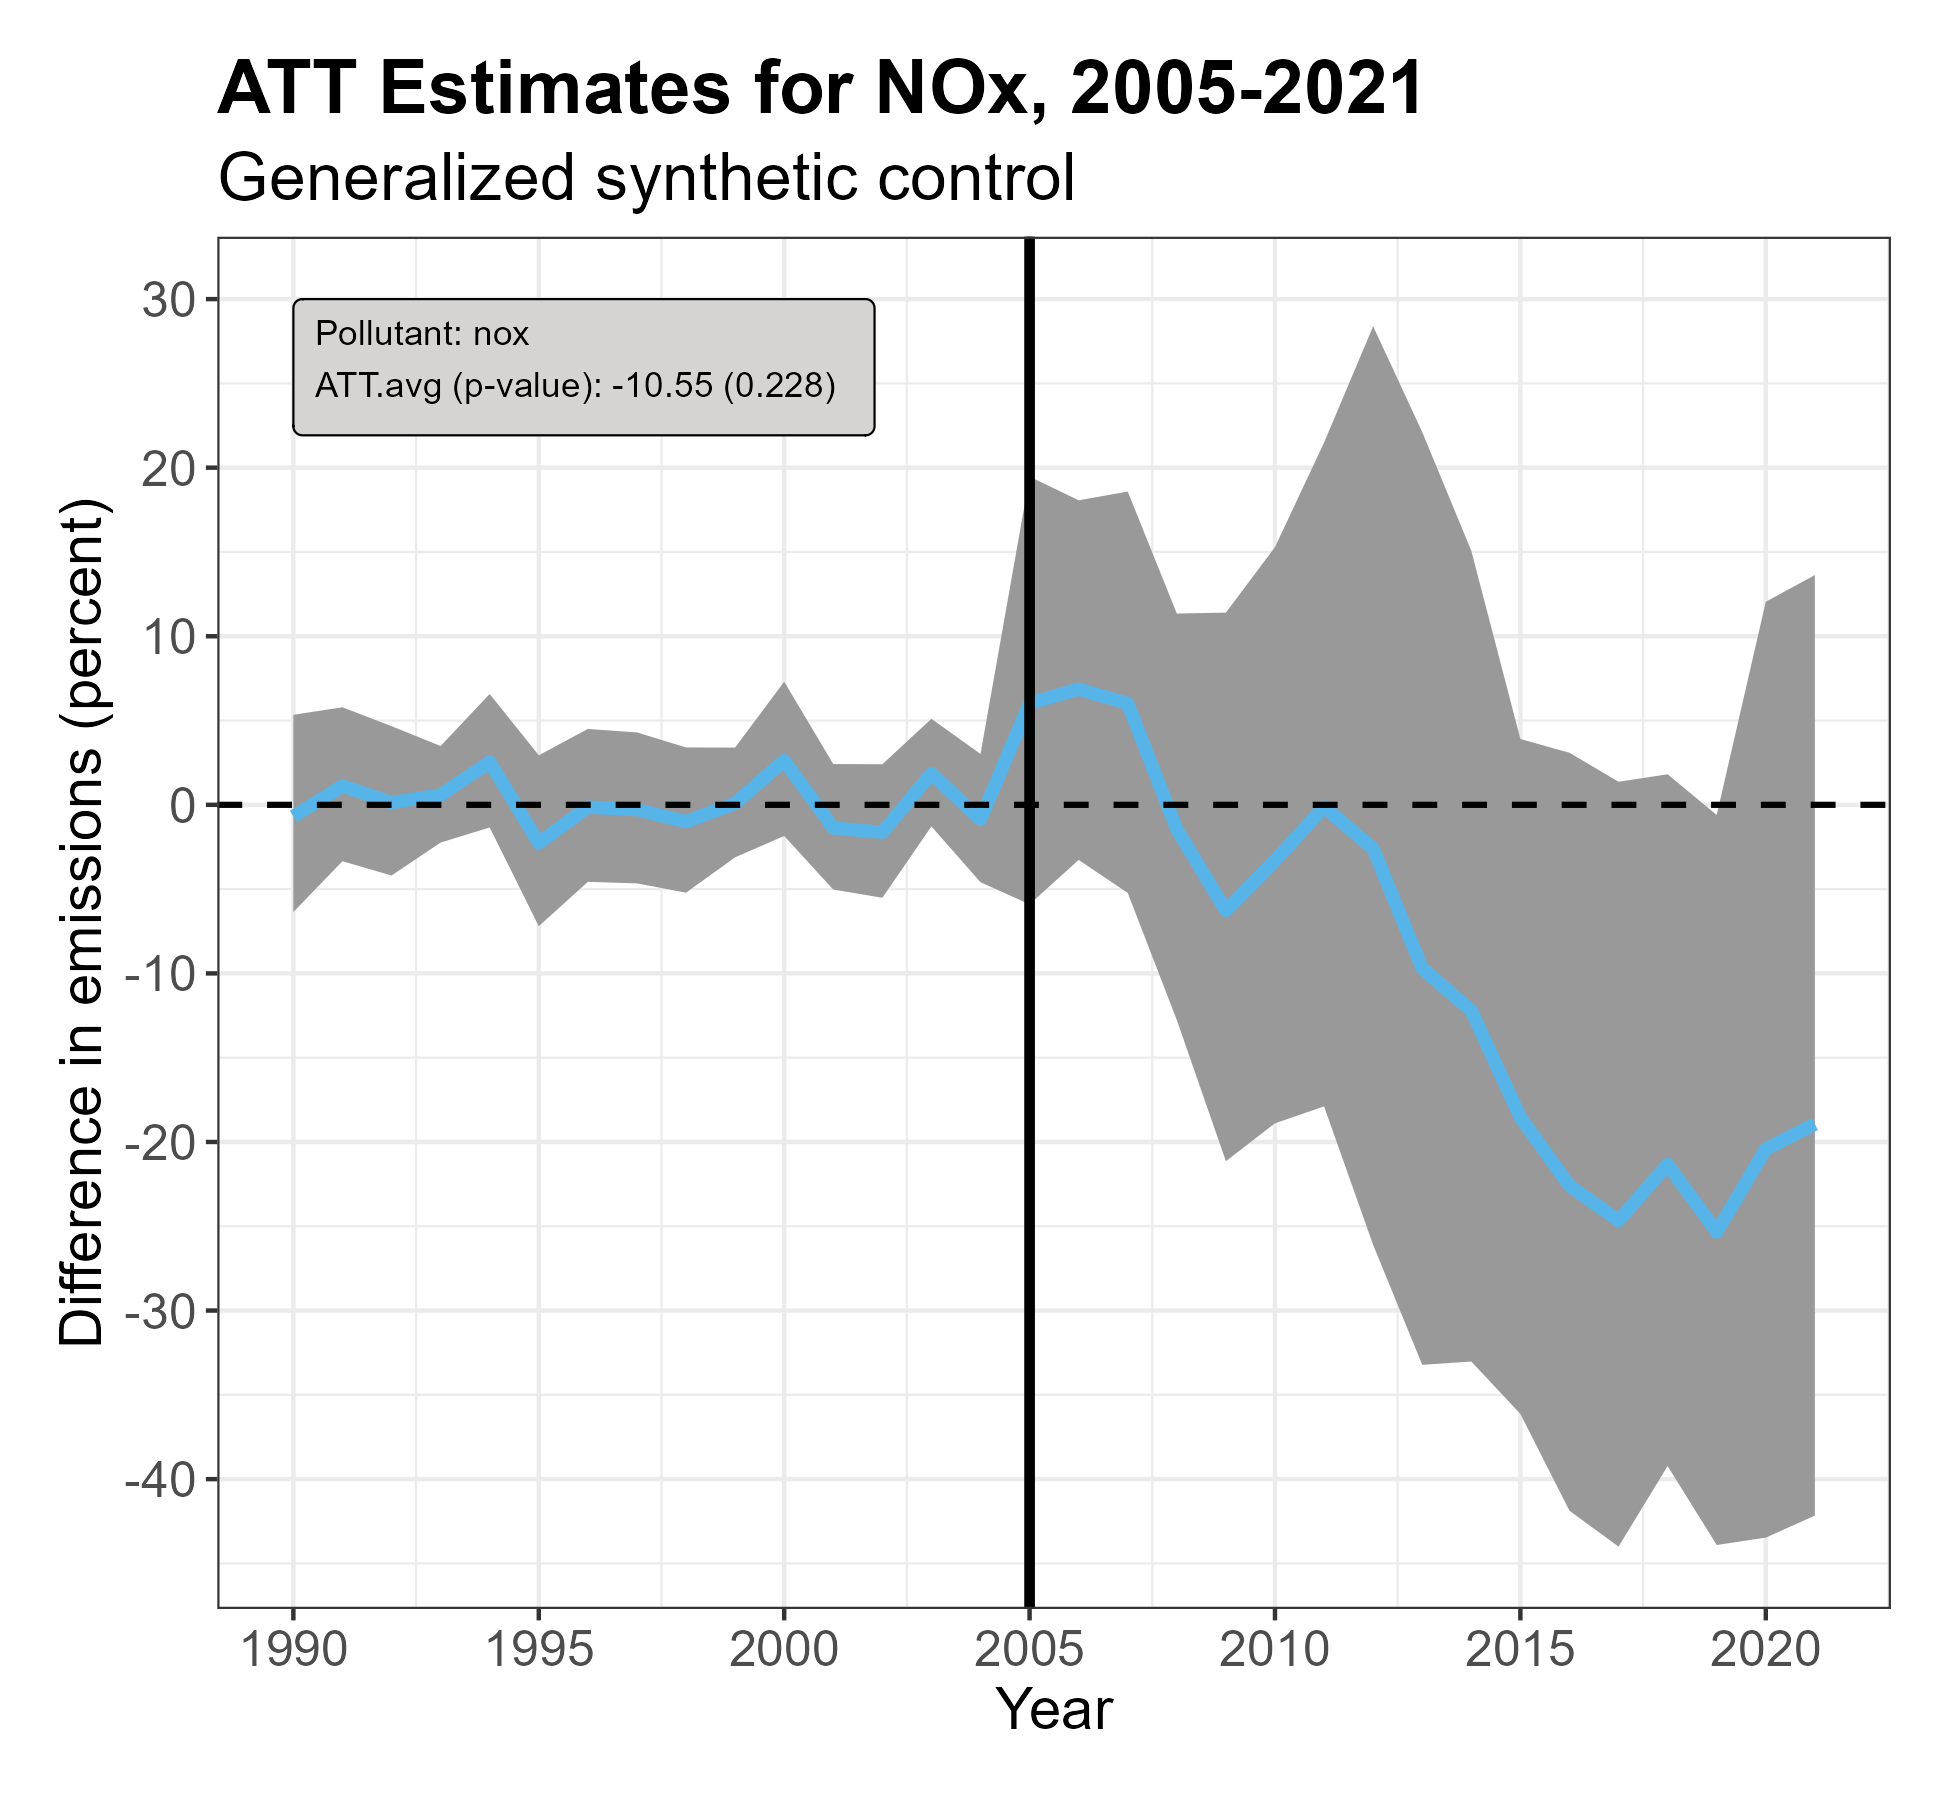 ATT Estimates for NOx, 2005-2021
Generalized synthetic control
Pollutant: nox
ATT.avg (p-value): -10.55 (0.228)
Difference in emissions (percent)
30
20
10
0
-10
-20
-30
-40
1990 1995 2000 2005 2010 2015 2020
Year